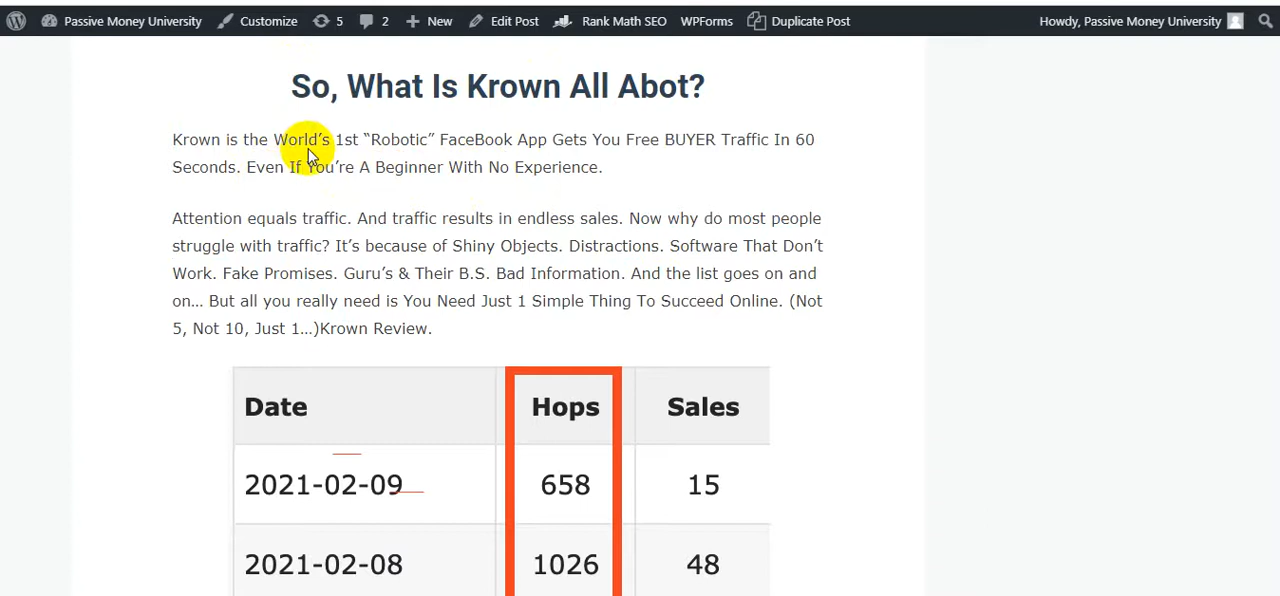 Passive Money University Customize 5 2 New Edit Post Rank Math SEO WPForms Duplicate Post Howdy, Passive Money University
So, What Is Krown All Abot?
Krown is the World’s 1st “Robotic” FaceBook App Gets You Free BUYER Traffic In 60
Seconds. Even If You’re A Beginner With No Experience.
Attention equals traffic. And traffic results in endless sales. Now why do most people
struggle with traffic? It’s because of Shiny Objects. Distractions. Software That Don’t
Work. Fake Promises. Guru’s & Their B.S. Bad Information. And the list goes on and
on… But all you really need is You Need Just 1 Simple Thing To Succeed Online. (Not
5, Not 10, Just 1…)Krown Review.
Date Hops Sales
2021-02-09 658 15
2021-02-08 1026 48